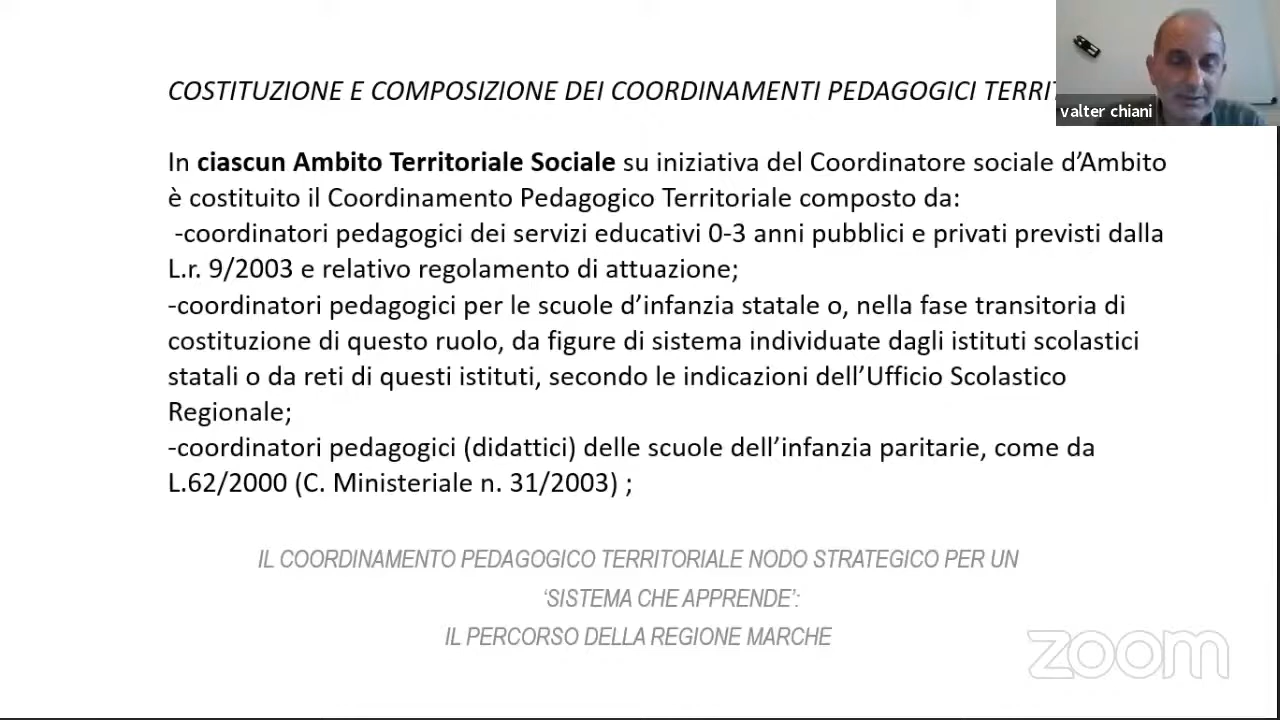 COSTITUZIONE E COMPOSIZIONE DEI COORDINAMENTI PEDAGOGICI
valter chiani
In ciascun Ambito Territoriale Sociale su iniziativa del Coordinatore sociale d’Ambito
è costituito il Coordinamento Pedagogico Territoriale composto da:
-coordinatori pedagogici dei servizi educativi 0-3 anni pubblici e privati previsti dalla
L.r. 9/2003 e relativo regolamento di attuazione;
-coordinatori pedagogici per le scuole d’infanzia statale o, nella fase transitoria di
costituzione di questo ruolo, da figure di sistema individuate dagli istituti scolastici
statali o da reti di questi istituti, secondo le indicazioni dell’Ufficio Scolastico
Regionale;
-coordinatori pedagogici (didattici) delle scuole dell’infanzia paritarie, come da
L.62/2000 (C. Ministeriale n. 31/2003) ;
IL COORDINAMENTO PEDAGOGICO TERRITORIALE NODO STRATEGICO PER UN
‘SISTEMA CHE APPRENDE’:
IL PERCORSO DELLA REGIONE MARCHE
zoom